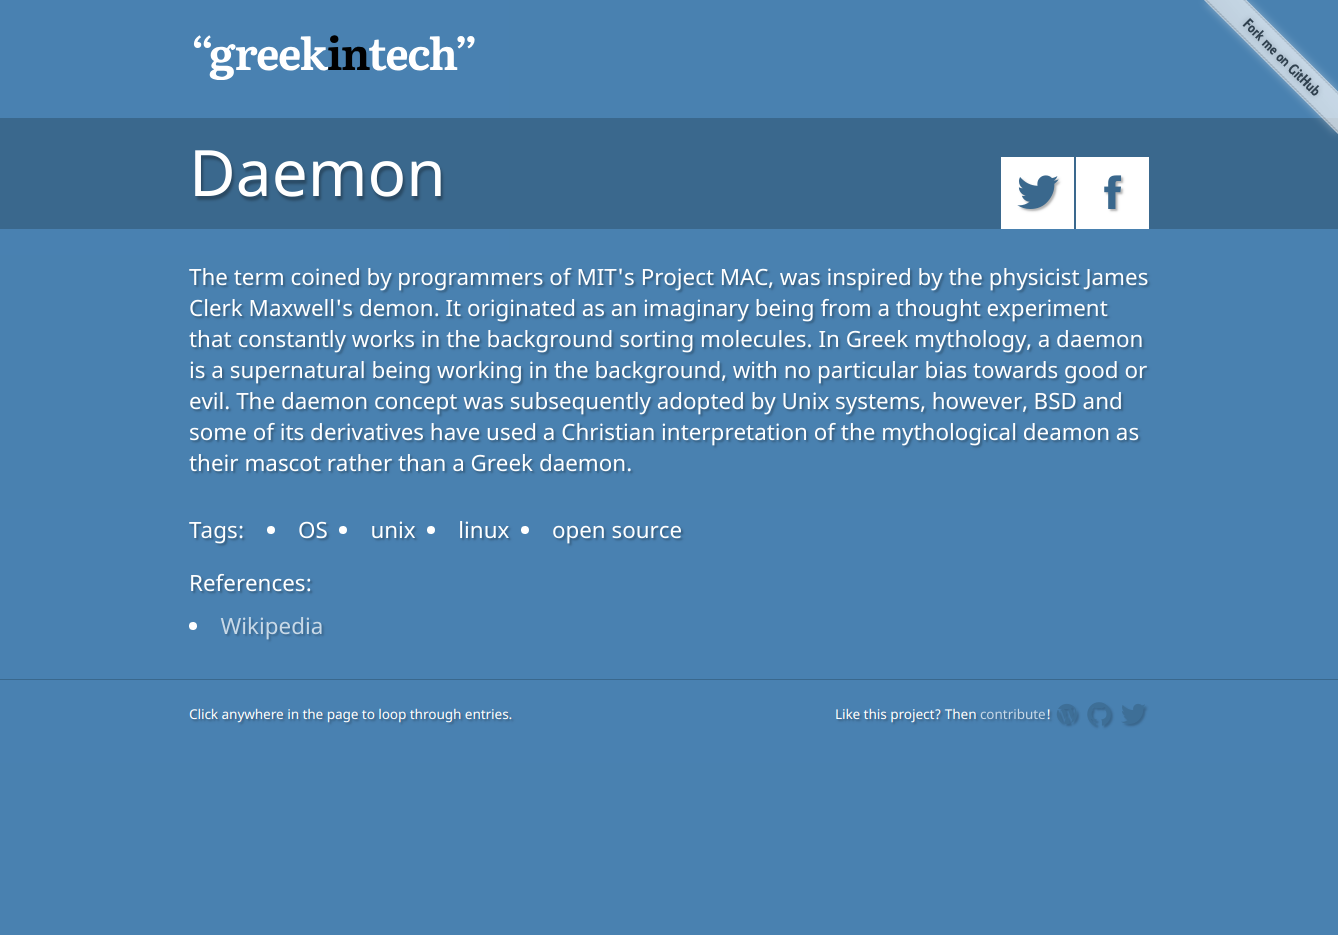 “greekintech”
Fork me on GitHub
Daemon
The term coined by programmers of MIT's Project MAC, was inspired by the physicist James
Clerk Maxwell's demon. It originated as an imaginary being from a thought experiment
that constantly works in the background sorting molecules. In Greek mythology, a daemon
is a supernatural being working in the background, with no particular bias towards good or
evil. The daemon concept was subsequently adopted by Unix systems, however, BSD and
some of its derivatives have used a Christian interpretation of the mythological deamon as
their mascot rather than a Greek daemon.
Tags: • OS • unix • linux • open source
References:
• Wikipedia
Click anywhere in the page to loop through entries.
Like this project? Then contribute!